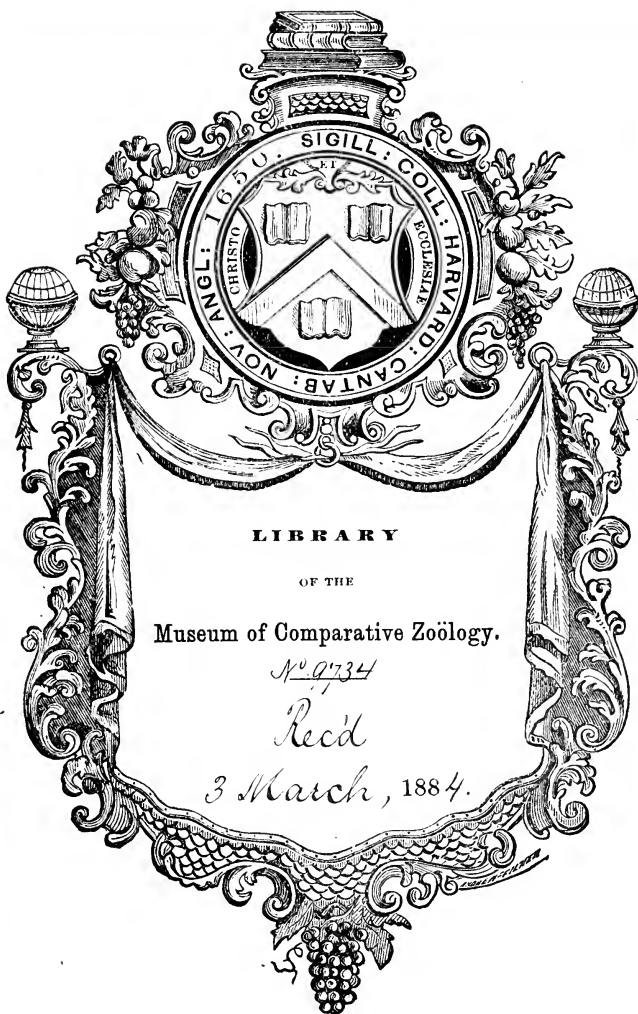 SIGILL: COLL: HARVARD: CANTAB: NOV: ANGL: 1650.
CHRISTO
ET
ECCLESIAE
LIBRARY
OF THE
Museum of Comparative Zoölogy.
No. 9734
Rec'd
3 March, 1884.